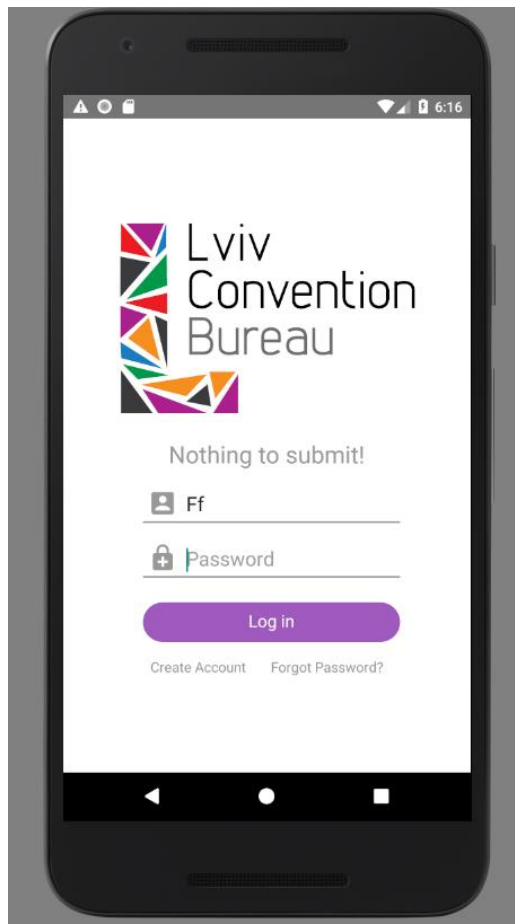 6:16
Lviv
Convention
Bureau
Nothing to submit!
Ff
Password
Log in
Create Account Forgot Password?